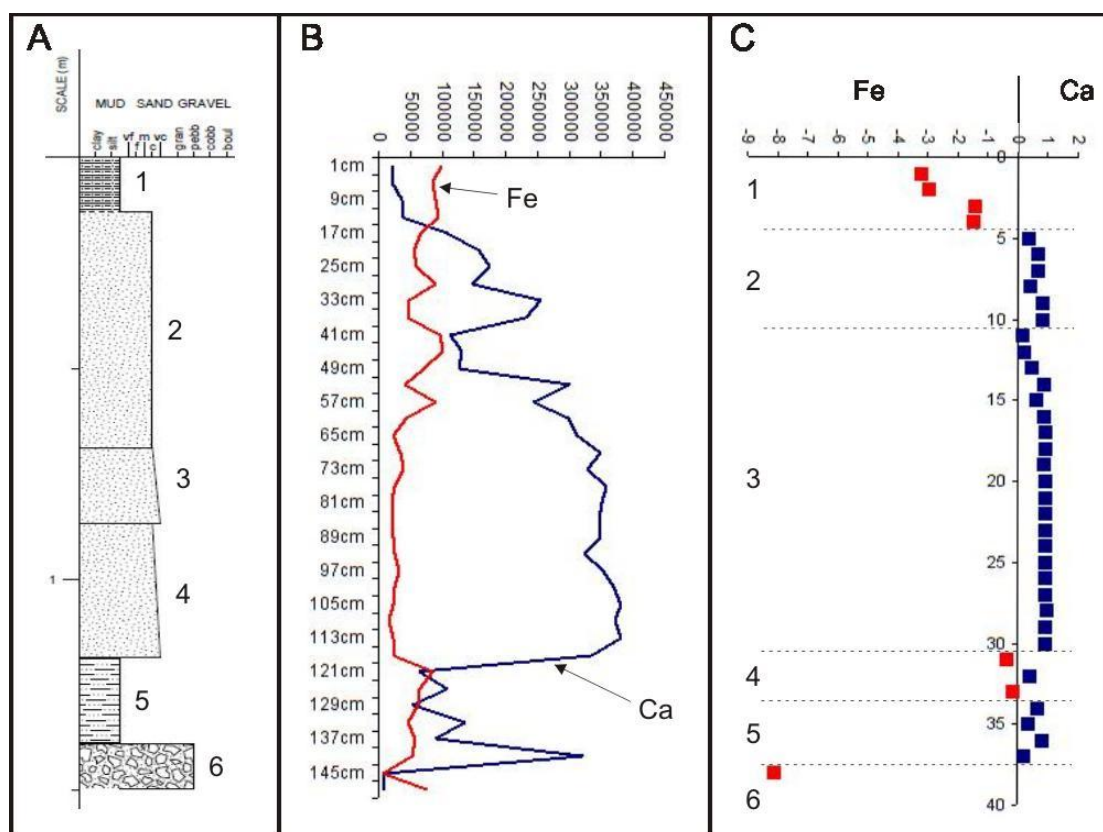 A
SCALE (m)
MUD SAND GRAVEL
clay
silt
vf
f
m
c
vc
gran
pebb
cobb
bul
1
2
3
1
4
5
6
B
0
50000
100000
150000
200000
250000
300000
350000
400000
450000
1cm
9cm
17cm
25cm
33cm
41cm
49cm
57cm
65cm
73cm
81cm
89cm
97cm
105cm
113cm
121cm
129cm
137cm
145cm
Fe
Ca
C
Fe Ca
-9 -8 -7 -6 -5 -4 -3 -2 -1 0 1 2
0
5
10
15
20
25
30
35
40
1
2
3
4
5
6